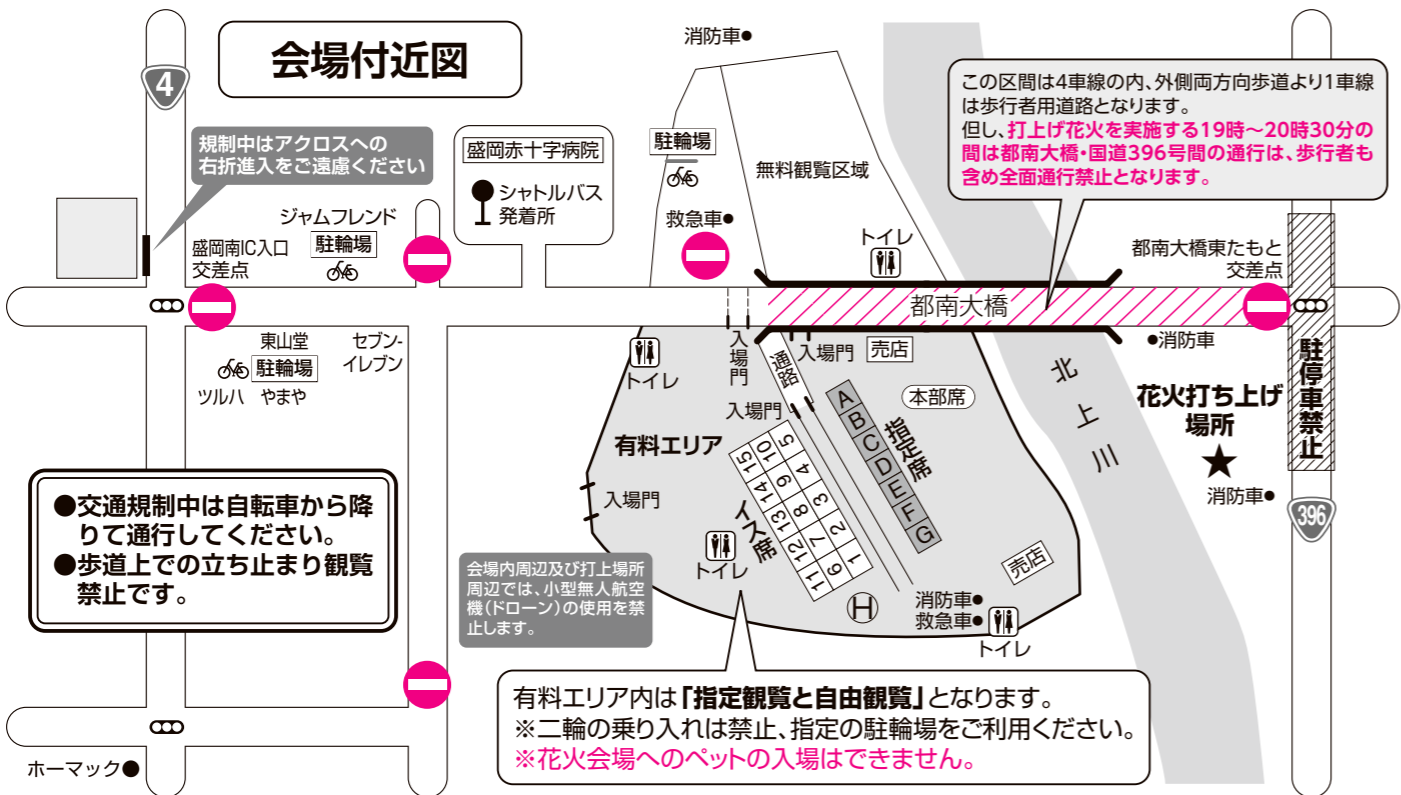 会場付近図
4
規制中はアクロスへの
右折進入をご遠慮ください
盛岡赤十字病院
シャトルバス
発着所
消防車●
駐輪場
救急車●
無料観覧区域
トイレ
この区間は4車線の内、外側両方向歩道より1車線
は歩行者用道路となります。
但し、打上げ花火を実施する19時～20時30分の
間は都南大橋・国道396号間の通行は、歩行者も
含め全面通行禁止となります。
ジャムフレンド
駐輪場
盛岡南IC入口
交差点
都南大橋東たもと
交差点
都南大橋
東山堂
駐輪場
ツルハ
やまや
セブン-
イレブン
トイレ
入場門
通路
入場門
売店
本部席
入場門
有料エリア
入場門
A
B
C
D
E
F
G
指定席
5
4
3
2
1
10
9
8
7
6
15
14
13
12
11
イス席
トイレ
H
売店
消防車●
救急車●
トイレ
北上川
●消防車
花火打ち上げ
場所
★
消防車●
駐停車禁止
396
●交通規制中は自転車から降
りて通行してください。
●歩道上での立ち止まり観覧
禁止です。
会場内周辺及び打上場所
周辺では、小型無人航空
機(ドローン)の使用を禁
止します。
有料エリア内は「指定観覧と自由観覧」となります。
※二輪の乗り入れは禁止、指定の駐輪場をご利用ください。
※花火会場へのペットの入場はできません。
ホーマック●